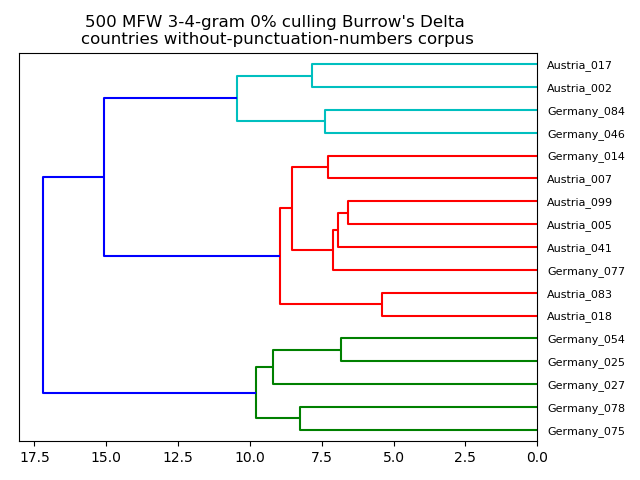 500 MFW 3-4-gram 0% culling Burrow's Delta
countries without-punctuation-numbers corpus
Austria_017
Austria_002
Germany_084
Germany_046
Germany_014
Austria_007
Austria_099
Austria_005
Austria_041
Germany_077
Austria_083
Austria_018
Germany_054
Germany_025
Germany_027
Germany_078
Germany_075
17.5 15.0 12.5 10.0 7.5 5.0 2.5 0.0